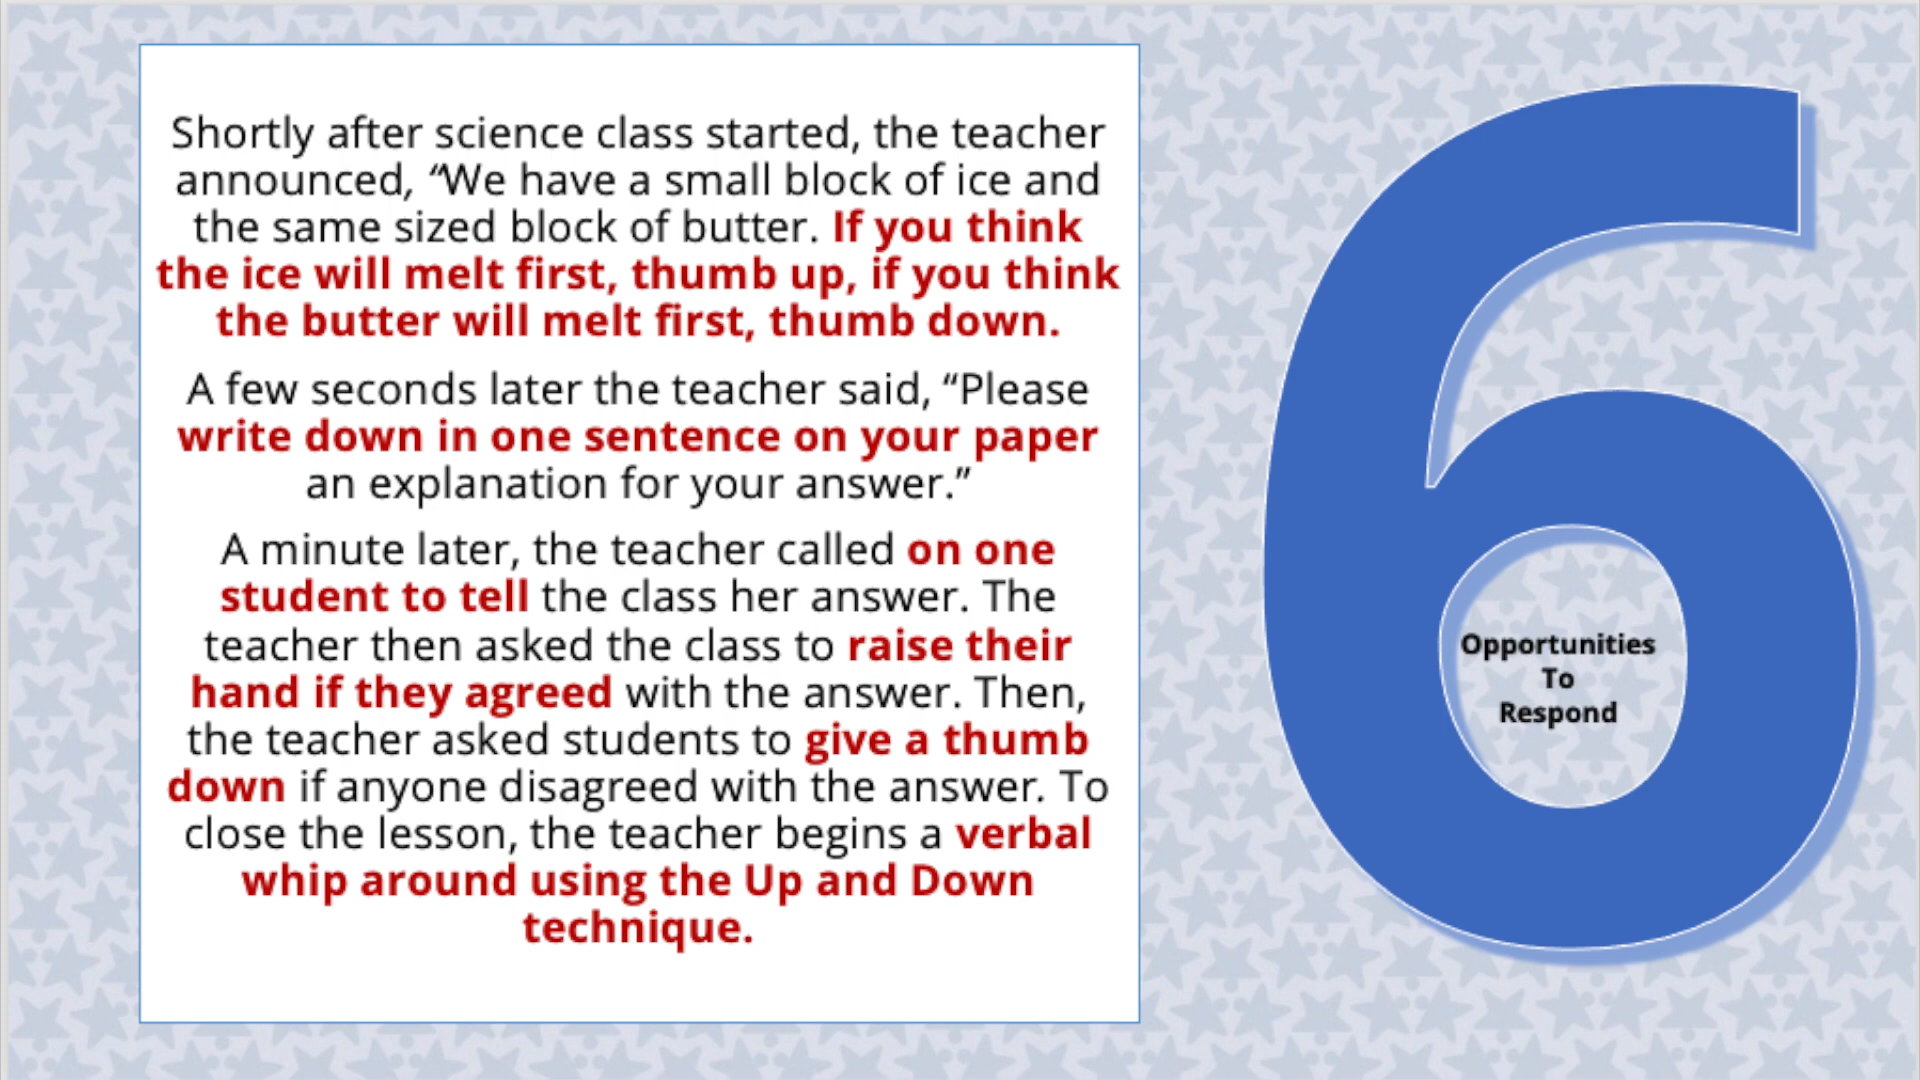 Shortly after science class started, the teacher
announced, “We have a small block of ice and
the same sized block of butter. If you think
the ice will melt first, thumb up, if you think
the butter will melt first, thumb down.
A few seconds later the teacher said, “Please
write down in one sentence on your paper
an explanation for your answer.”
A minute later, the teacher called on one
student to tell the class her answer. The
teacher then asked the class to raise their
hand if they agreed with the answer. Then,
the teacher asked students to give a thumb
down if anyone disagreed with the answer. To
close the lesson, the teacher begins a verbal
whip around using the Up and Down
technique.
6
Opportunities
To
Respond